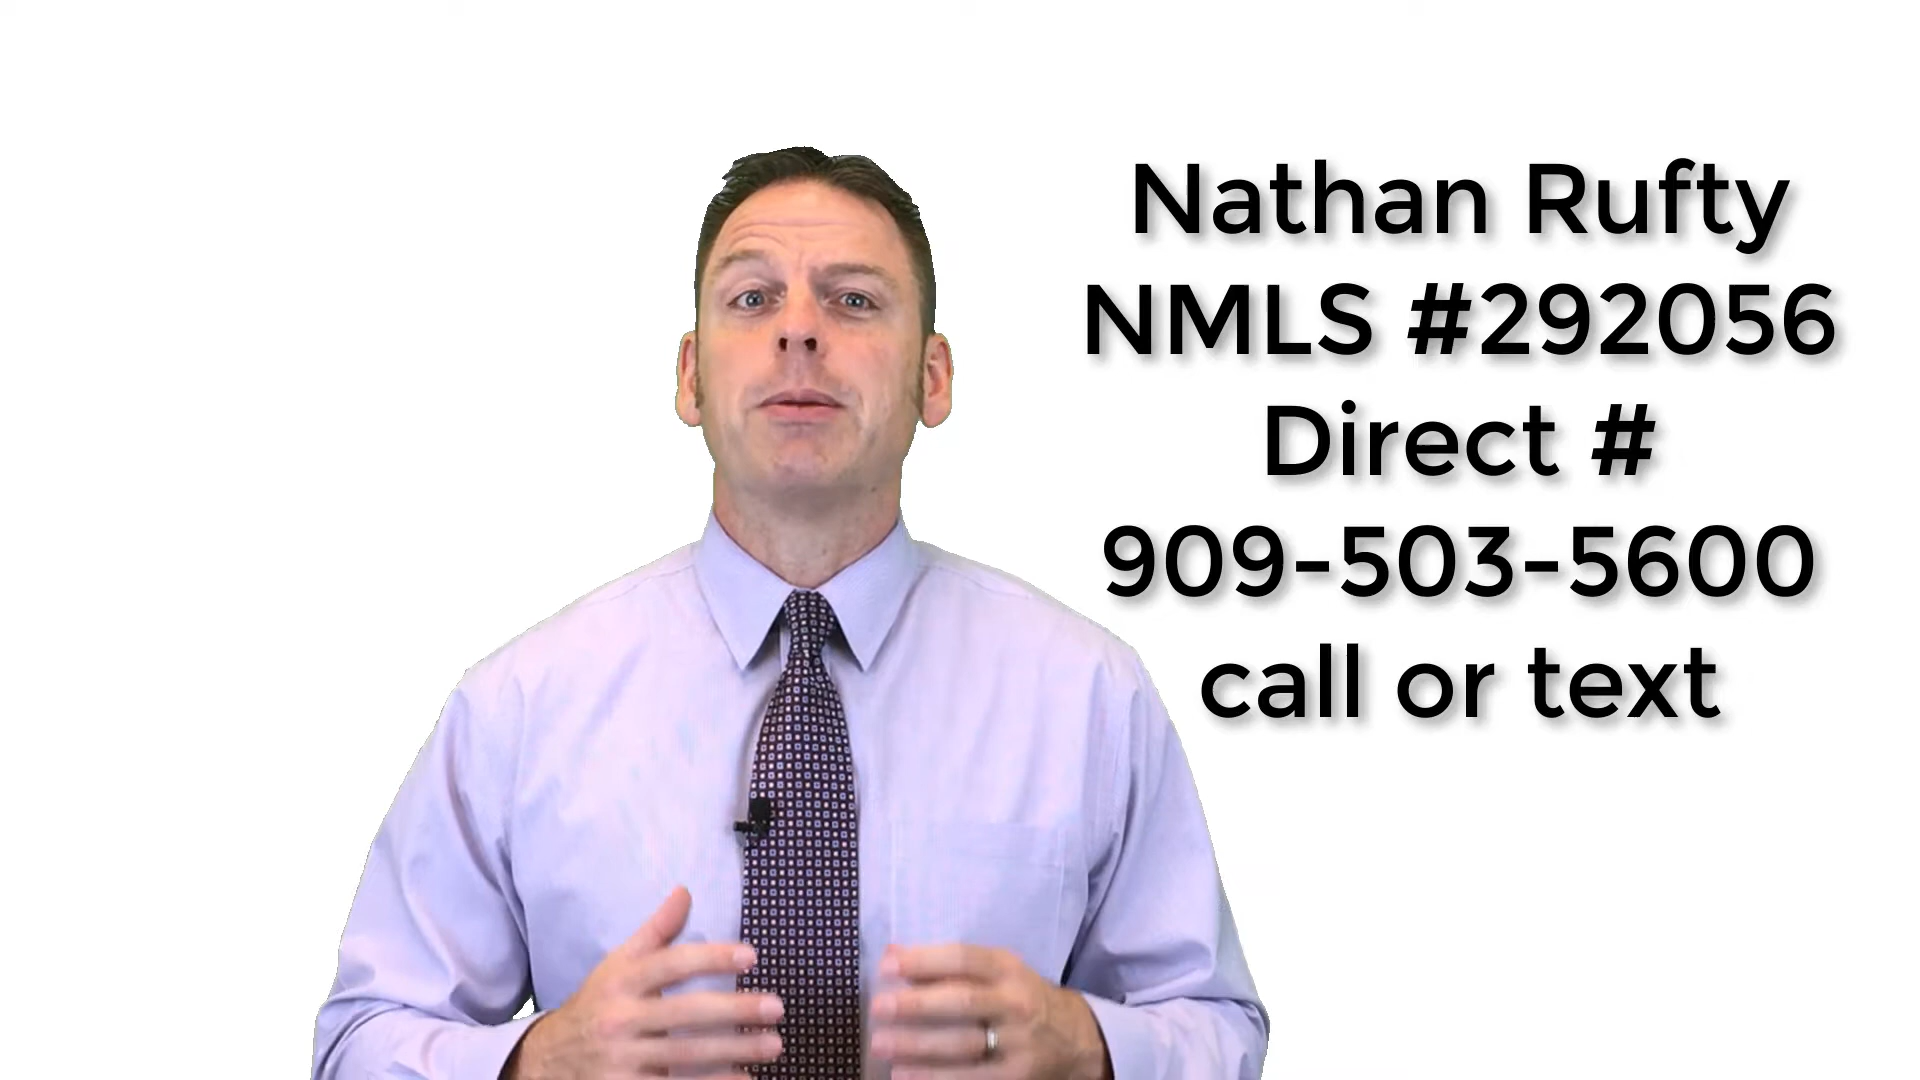 Nathan Rufty
NMLS #292056
Direct #
909-503-5600
call or text